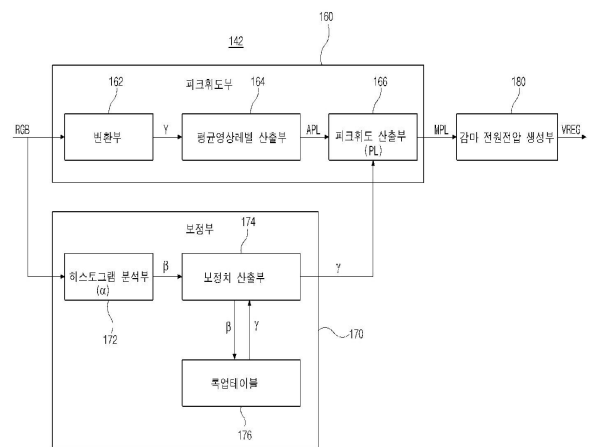 160
142
피크휘도부
162
164
166
180
RGB
변환부
Y
평균영상레벨 산출부
APL
피크휘도 산출부
(PL)
MPL
감마 전원전압 생성부
VREG
보정부
174
히스토그램 분석부
(α)
β
보정치 산출부
γ
172
β
γ
170
룩업테이블
176